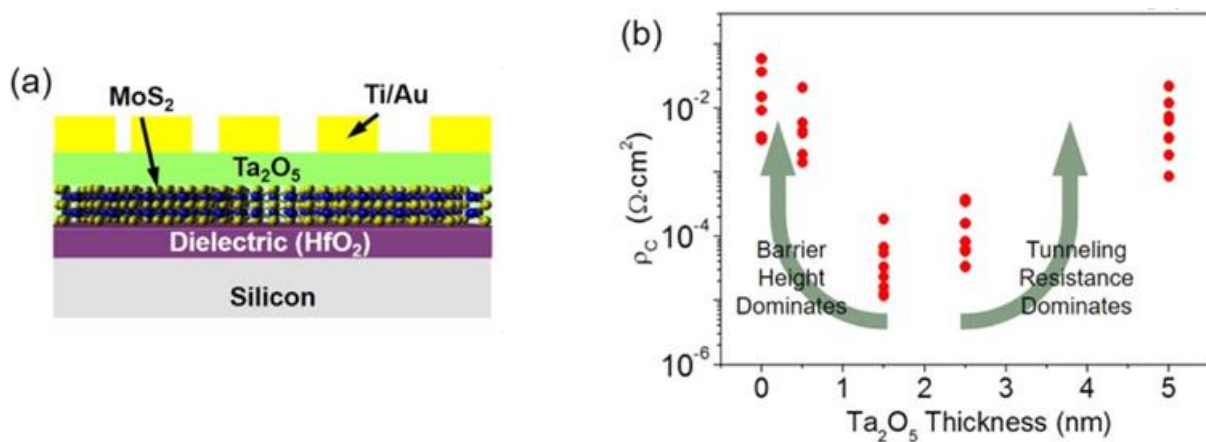 (a)
MoS₂
Ti/Au
Ta₂O₅
Dielectric (HfO₂)
Silicon
(b)
ρ_C (Ω·cm²)
10⁻²
10⁻⁴
10⁻⁶
Barrier
Height
Dominates
Tunneling
Resistance
Dominates
0 1 2 3 4 5
Ta₂O₅ Thickness (nm)